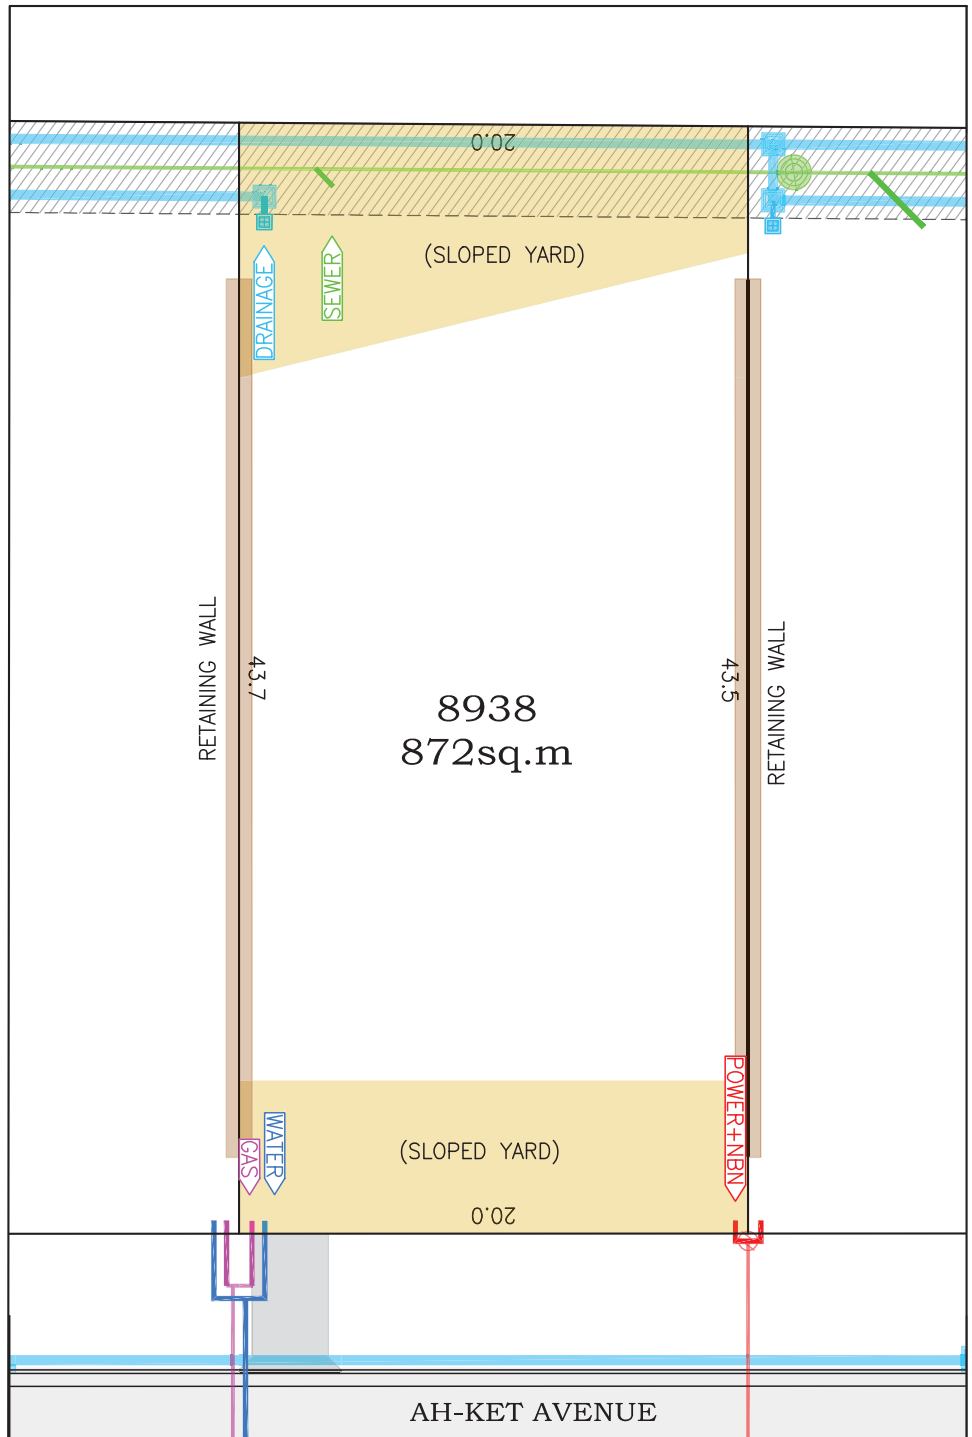 20.0
(SLOPED YARD)
DRAINAGE
SEWER
RETAINING WALL
43.7
43.5
RETAINING WALL
8938
872sq.m
POWER+NBN
WATER
GAS
(SLOPED YARD)
20.0
AH-KET AVENUE